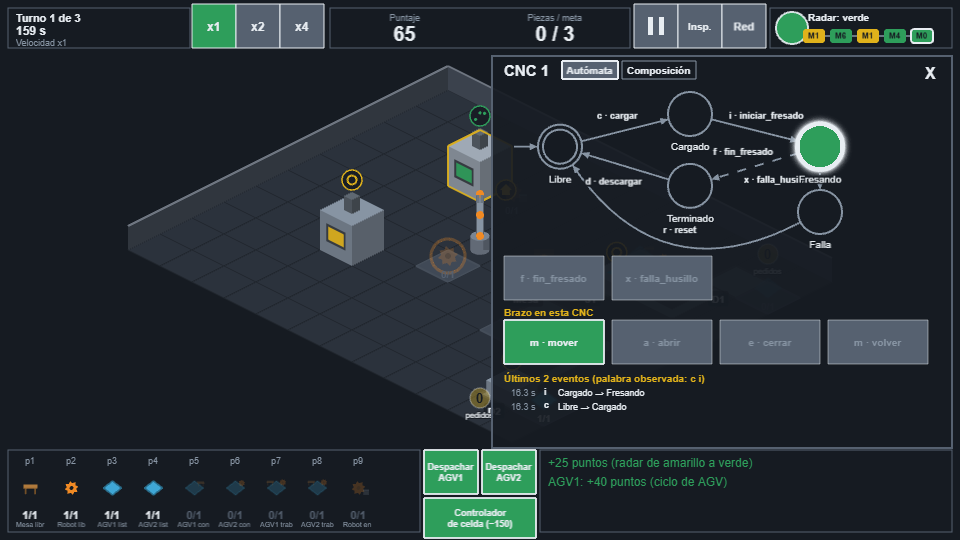 Turno 1 de 3
159 s
Velocidad x1
x1
x2
x4
Puntaje
65
Piezas / meta
0 / 3
Insp.
Red
Radar: verde
M1
M6
M1
M4
M0
CNC 1
Autómata
Composición
X
c · cargar
i · iniciar_fresado
Cargado
f · fin_fresado
Libre
d · descargar
x · falla_husi
Fresando
Terminado
r · reset
Falla
f · fin_fresado
x · falla_husillo
Brazo en esta CNC
m · mover
a · abrir
e · cerrar
m · volver
Últimos 2 eventos (palabra observada: c i)
16.3 s i Cargado → Fresando
16.3 s c Libre → Cargado
0
pedidos
p1
p2
p3
p4
p5
p6
p7
p8
p9
1/1
1/1
1/1
1/1
0/1
0/1
0/1
0/1
0/1
Mesa libr
Robot lib
AGV1 list
AGV2 list
AGV1 con
AGV2 con
AGV1 trab
AGV2 trab
Robot en
Despachar
AGV1
Despachar
AGV2
Controlador
de celda (−150)
+25 puntos (radar de amarillo a verde)
AGV1: +40 puntos (ciclo de AGV)